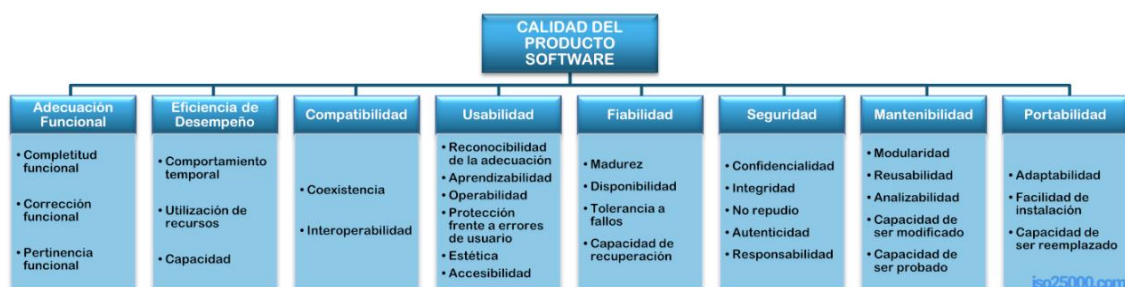 CALIDAD DEL
PRODUCTO
SOFTWARE
Adecuación
Funcional
• Completitud
funcional
• Corrección
funcional
• Pertinencia
funcional
Eficiencia de
Desempeño
• Comportamiento
temporal
• Utilización de
recursos
• Capacidad
Compatibilidad
• Coexistencia
• Interoperabilidad
Usabilidad
• Reconocibilidad
de la adecuación
• Aprendizabilidad
• Operabilidad
• Protección
frente a errores
de usuario
• Estética
• Accesibilidad
Fiabilidad
• Madurez
• Disponibilidad
• Tolerancia a
fallos
• Capacidad de
recuperación
Seguridad
• Confidencialidad
• Integridad
• No repudio
• Autenticidad
• Responsabilidad
Mantenibilidad
• Modularidad
• Reusabilidad
• Analizabilidad
• Capacidad de
ser modificado
• Capacidad de
ser probado
Portabilidad
• Adaptabilidad
• Facilidad de
instalación
• Capacidad de
ser reemplazado
iso25000.com